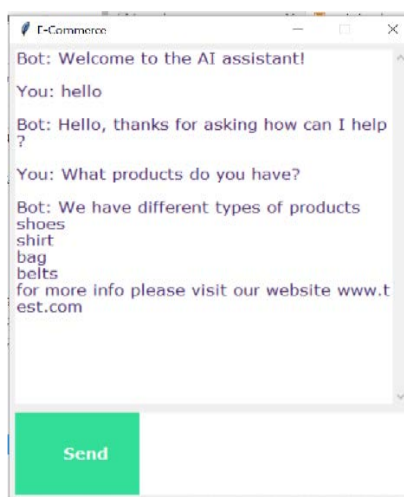 E-Commerce
Bot: Welcome to the AI assistant!
You: hello
Bot: Hello, thanks for asking how can I help
?
You: What products do you have?
Bot: We have different types of products
shoes
shirt
bag
belts
for more info please visit our website www.t
est.com
Send